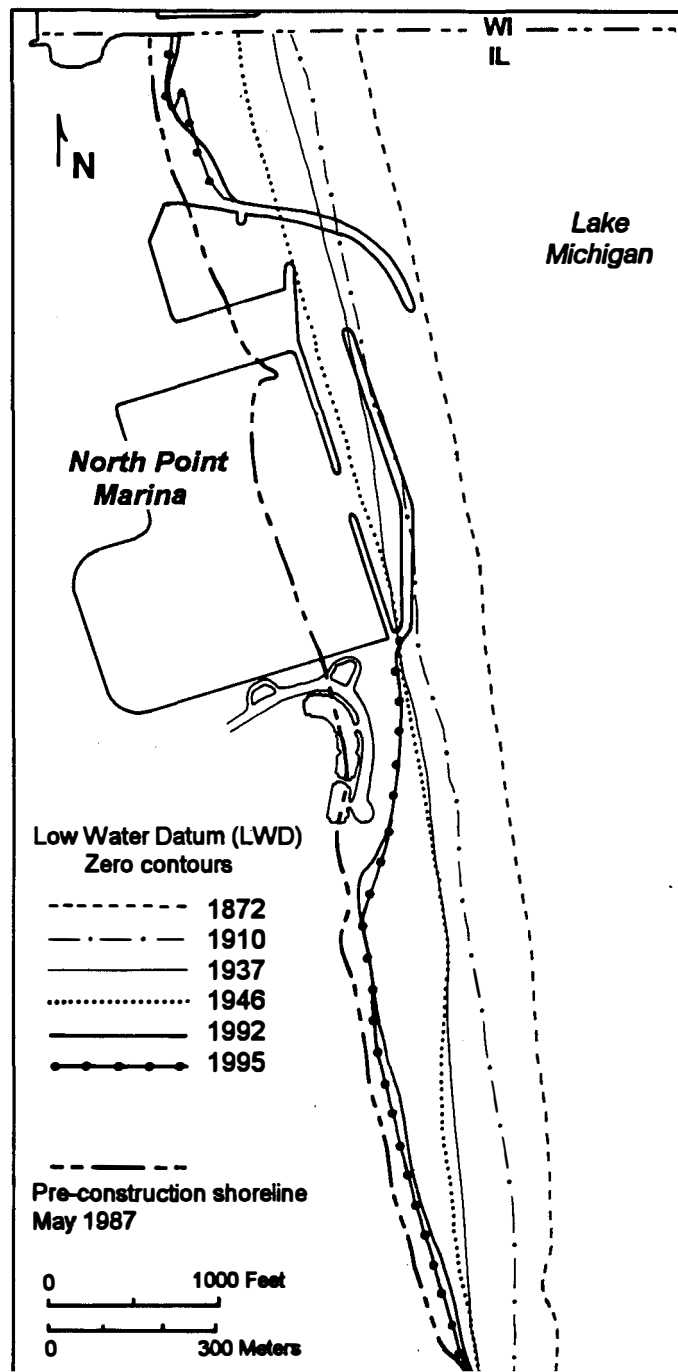 WI
IL
N
Lake
Michigan
North Point
Marina
Low Water Datum (LWD)
Zero contours
1872
1910
1937
1946
1992
1995
Pre-construction shoreline
May 1987
0 1000 Feet
0 300 Meters